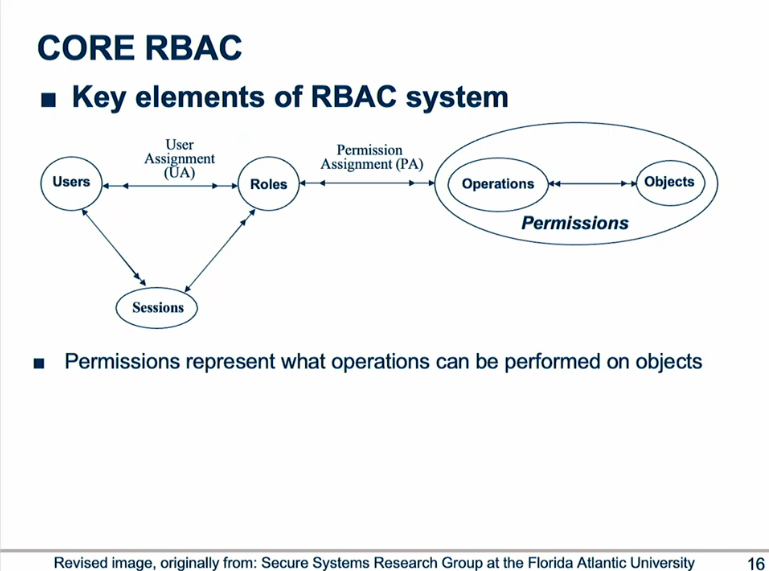 CORE RBAC
■ Key elements of RBAC system
User
Assignment
(UA)
Permission
Assignment (PA)
Users
Roles
Operations
Objects
Permissions
Sessions
■ Permissions represent what operations can be performed on objects
Revised image, originally from: Secure Systems Research Group at the Florida Atlantic University
16